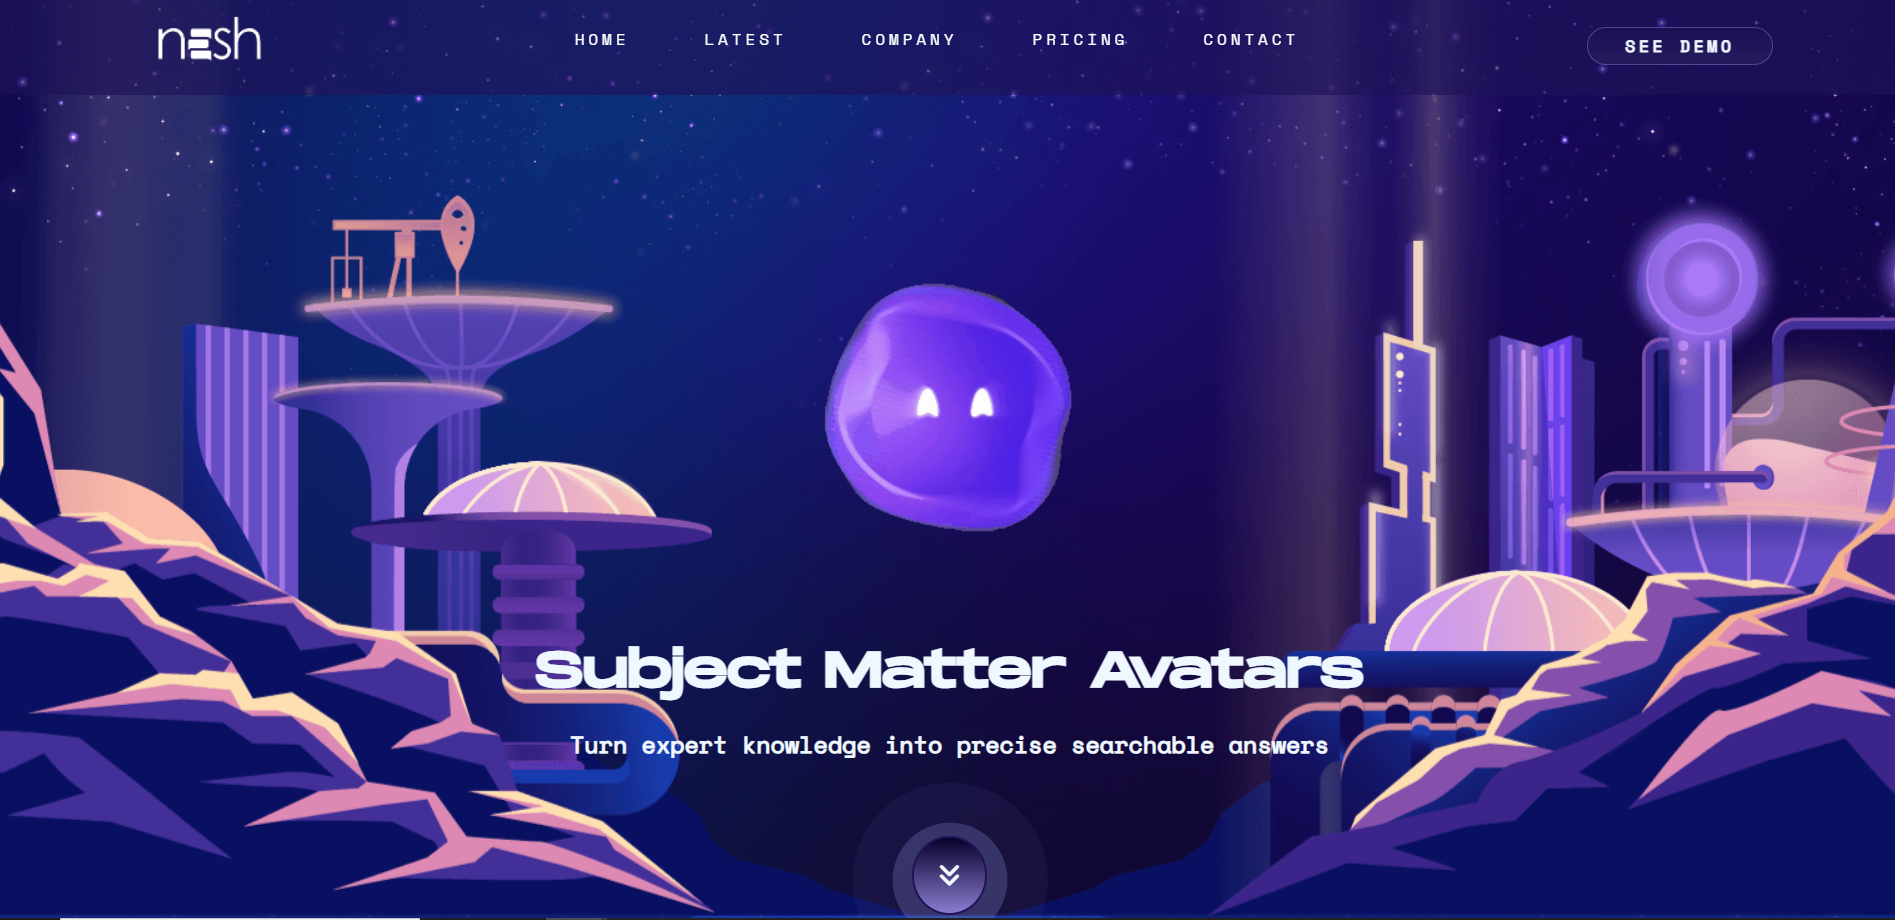 nesh
HOME LATEST COMPANY PRICING CONTACT
SEE DEMO
Subject Matter Avatars
Turn expert knowledge into precise searchable answers